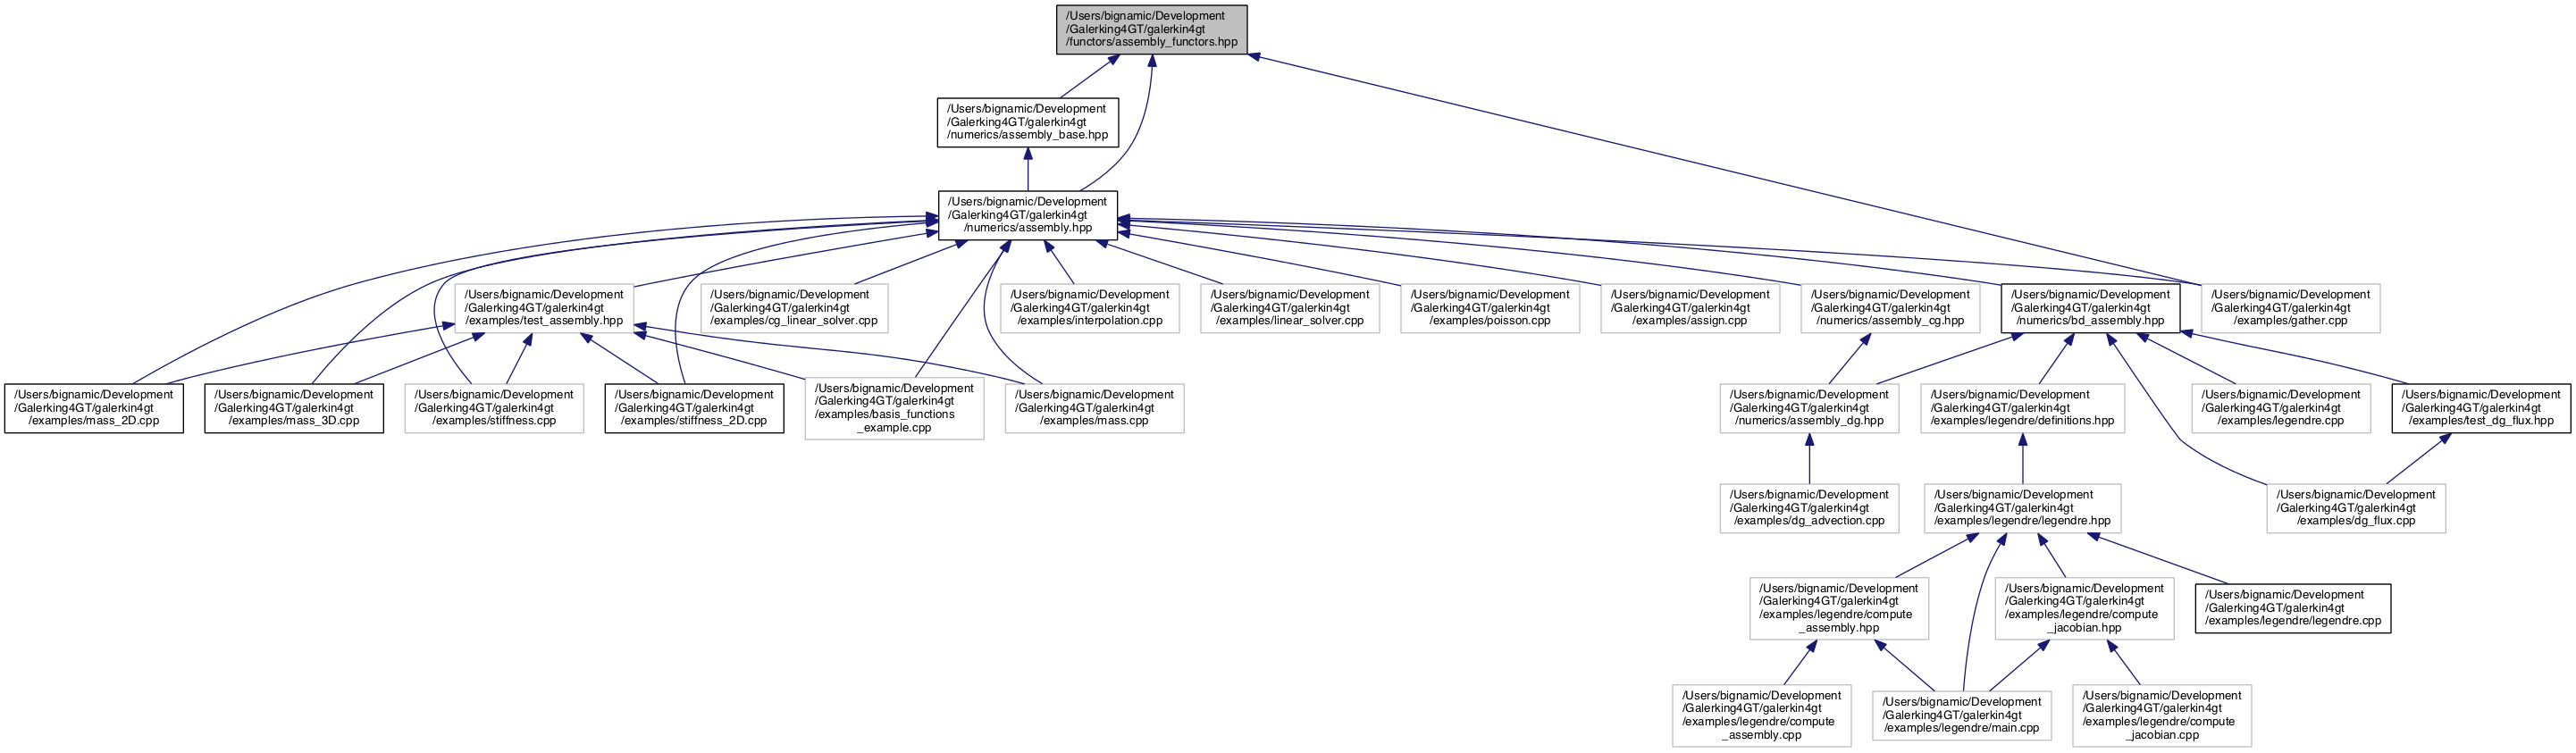 /Users/bignamic/Development
/Galerking4GT/galerkin4gt
/functors/assembly_functors.hpp
/Users/bignamic/Development
/Galerking4GT/galerkin4gt
/numerics/assembly_base.hpp
/Users/bignamic/Development
/Galerking4GT/galerkin4gt
/numerics/assembly.hpp
/Users/bignamic/Development
/Galerking4GT/galerkin4gt
/examples/test_assembly.hpp
/Users/bignamic/Development
/Galerking4GT/galerkin4gt
/examples/cg_linear_solver.cpp
/Users/bignamic/Development
/Galerking4GT/galerkin4gt
/examples/interpolation.cpp
/Users/bignamic/Development
/Galerking4GT/galerkin4gt
/examples/linear_solver.cpp
/Users/bignamic/Development
/Galerking4GT/galerkin4gt
/examples/poisson.cpp
/Users/bignamic/Development
/Galerking4GT/galerkin4gt
/examples/assign.cpp
/Users/bignamic/Development
/Galerking4GT/galerkin4gt
/numerics/assembly_cg.hpp
/Users/bignamic/Development
/Galerking4GT/galerkin4gt
/numerics/bd_assembly.hpp
/Users/bignamic/Development
/Galerking4GT/galerkin4gt
/examples/gather.cpp
/Users/bignamic/Development
/Galerking4GT/galerkin4gt
/examples/mass_2D.cpp
/Users/bignamic/Development
/Galerking4GT/galerkin4gt
/examples/mass_3D.cpp
/Users/bignamic/Development
/Galerking4GT/galerkin4gt
/examples/stiffness.cpp
/Users/bignamic/Development
/Galerking4GT/galerkin4gt
/examples/stiffness_2D.cpp
/Users/bignamic/Development
/Galerking4GT/galerkin4gt
/examples/basis_functions
_example.cpp
/Users/bignamic/Development
/Galerking4GT/galerkin4gt
/examples/mass.cpp
/Users/bignamic/Development
/Galerking4GT/galerkin4gt
/numerics/assembly_dg.hpp
/Users/bignamic/Development
/Galerking4GT/galerkin4gt
/examples/legendre/definitions.hpp
/Users/bignamic/Development
/Galerking4GT/galerkin4gt
/examples/legendre.cpp
/Users/bignamic/Development
/Galerking4GT/galerkin4gt
/examples/test_dg_flux.hpp
/Users/bignamic/Development
/Galerking4GT/galerkin4gt
/examples/dg_advection.cpp
/Users/bignamic/Development
/Galerking4GT/galerkin4gt
/examples/legendre/legendre.hpp
/Users/bignamic/Development
/Galerking4GT/galerkin4gt
/examples/dg_flux.cpp
/Users/bignamic/Development
/Galerking4GT/galerkin4gt
/examples/legendre/compute
_assembly.hpp
/Users/bignamic/Development
/Galerking4GT/galerkin4gt
/examples/legendre/compute
_jacobian.hpp
/Users/bignamic/Development
/Galerking4GT/galerkin4gt
/examples/legendre/legendre.cpp
/Users/bignamic/Development
/Galerking4GT/galerkin4gt
/examples/legendre/compute
_assembly.cpp
/Users/bignamic/Development
/Galerking4GT/galerkin4gt
/examples/legendre/main.cpp
/Users/bignamic/Development
/Galerking4GT/galerkin4gt
/examples/legendre/compute
_jacobian.cpp